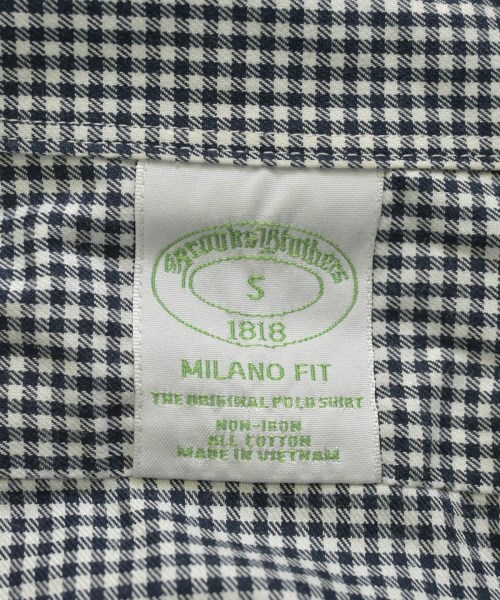 Brooks Brothers
S
1818
MILANO FIT
THE ORIGINAL POLO SHIRT
NON-IRON
ALL COTTON
MADE IN VIETNAM